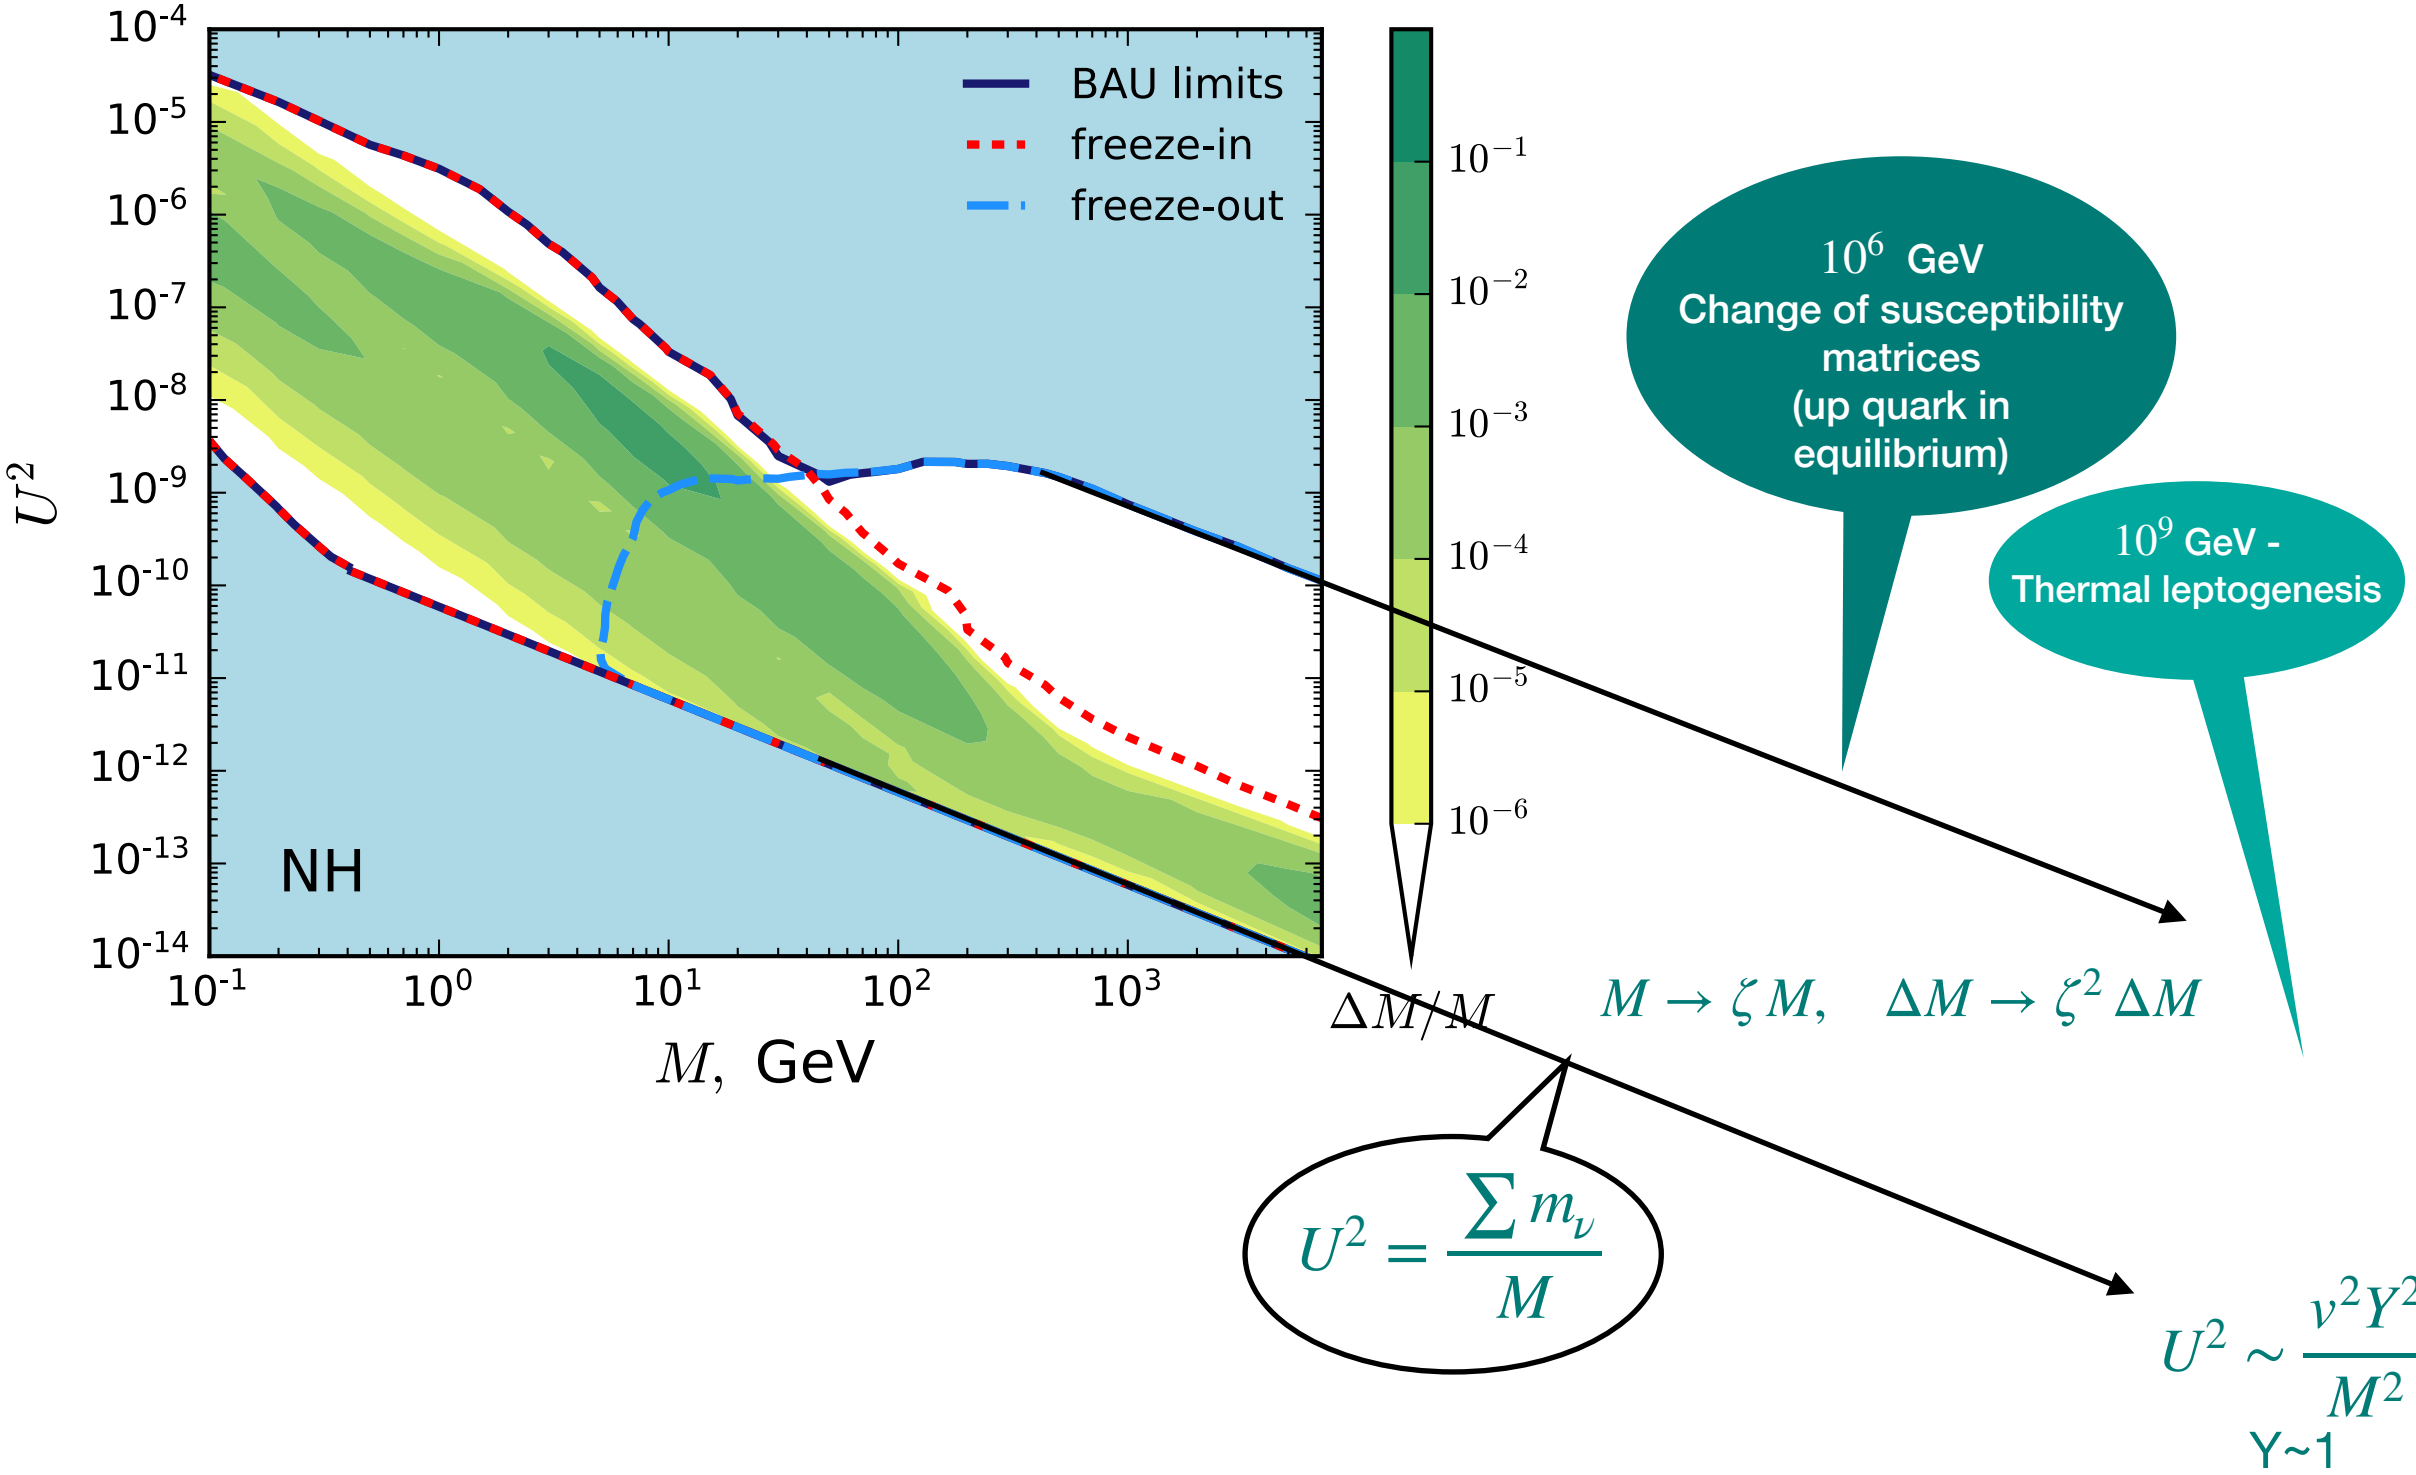 10⁻⁴
10⁻⁵
10⁻⁶
10⁻⁷
10⁻⁸
10⁻⁹
10⁻¹⁰
10⁻¹¹
10⁻¹²
10⁻¹³
10⁻¹⁴
U²
BAU limits
freeze-in
freeze-out
NH
10⁻¹ 10⁰ 10¹ 10² 10³
M, GeV
10⁻¹
10⁻²
10⁻³
10⁻⁴
10⁻⁵
10⁻⁶
ΔM/M
10⁶ GeV
Change of susceptibility
matrices
(up quark in
equilibrium)
10⁹ GeV -
Thermal leptogenesis
M → ζ M, ΔM → ζ² ΔM
U² = ∑ m_ν / M
U² ∼ v²Y² / M²
Y~1